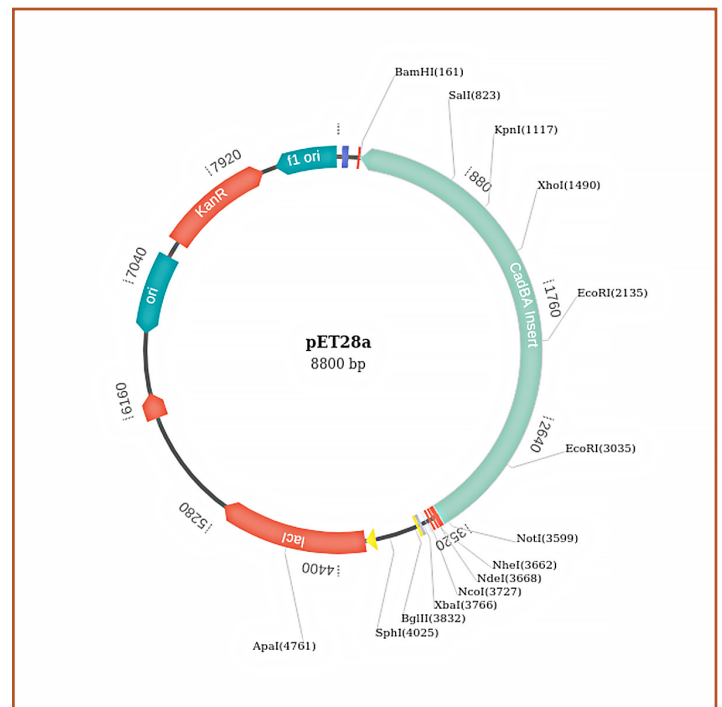 BamHI(161)
SalI(823)
KpnI(1117)
880
XhoI(1490)
CadBA Insert
1760
EcoRI(2135)
2640
EcoRI(3035)
NotI(3599)
3520
NheI(3662)
NdeI(3668)
NcoI(3727)
XbaI(3766)
BglII(3832)
SphI(4025)
4400
ApaI(4761)
lacI
5280
6160
ori
7040
KanR
7920
f1 ori
pET28a
8800 bp